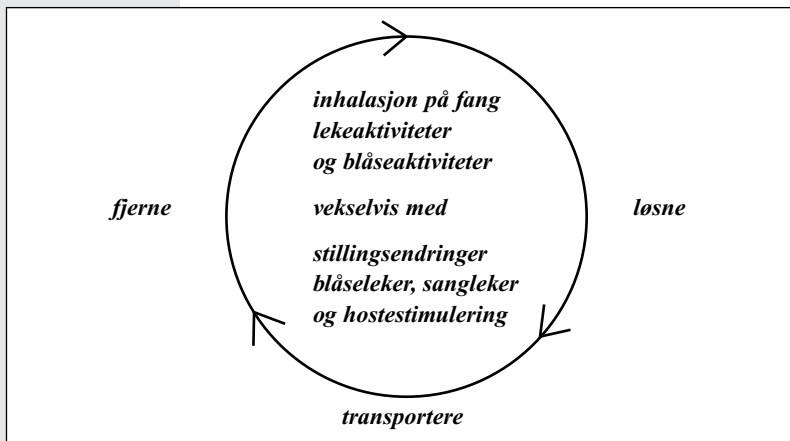 inhalasjon på fang
lekeaktiviteter
og blåseaktiviteter
fjerne
vekselvis med
løsne
stillingsendringer
blåseleker, sangleker
og hostestimulering
transportere